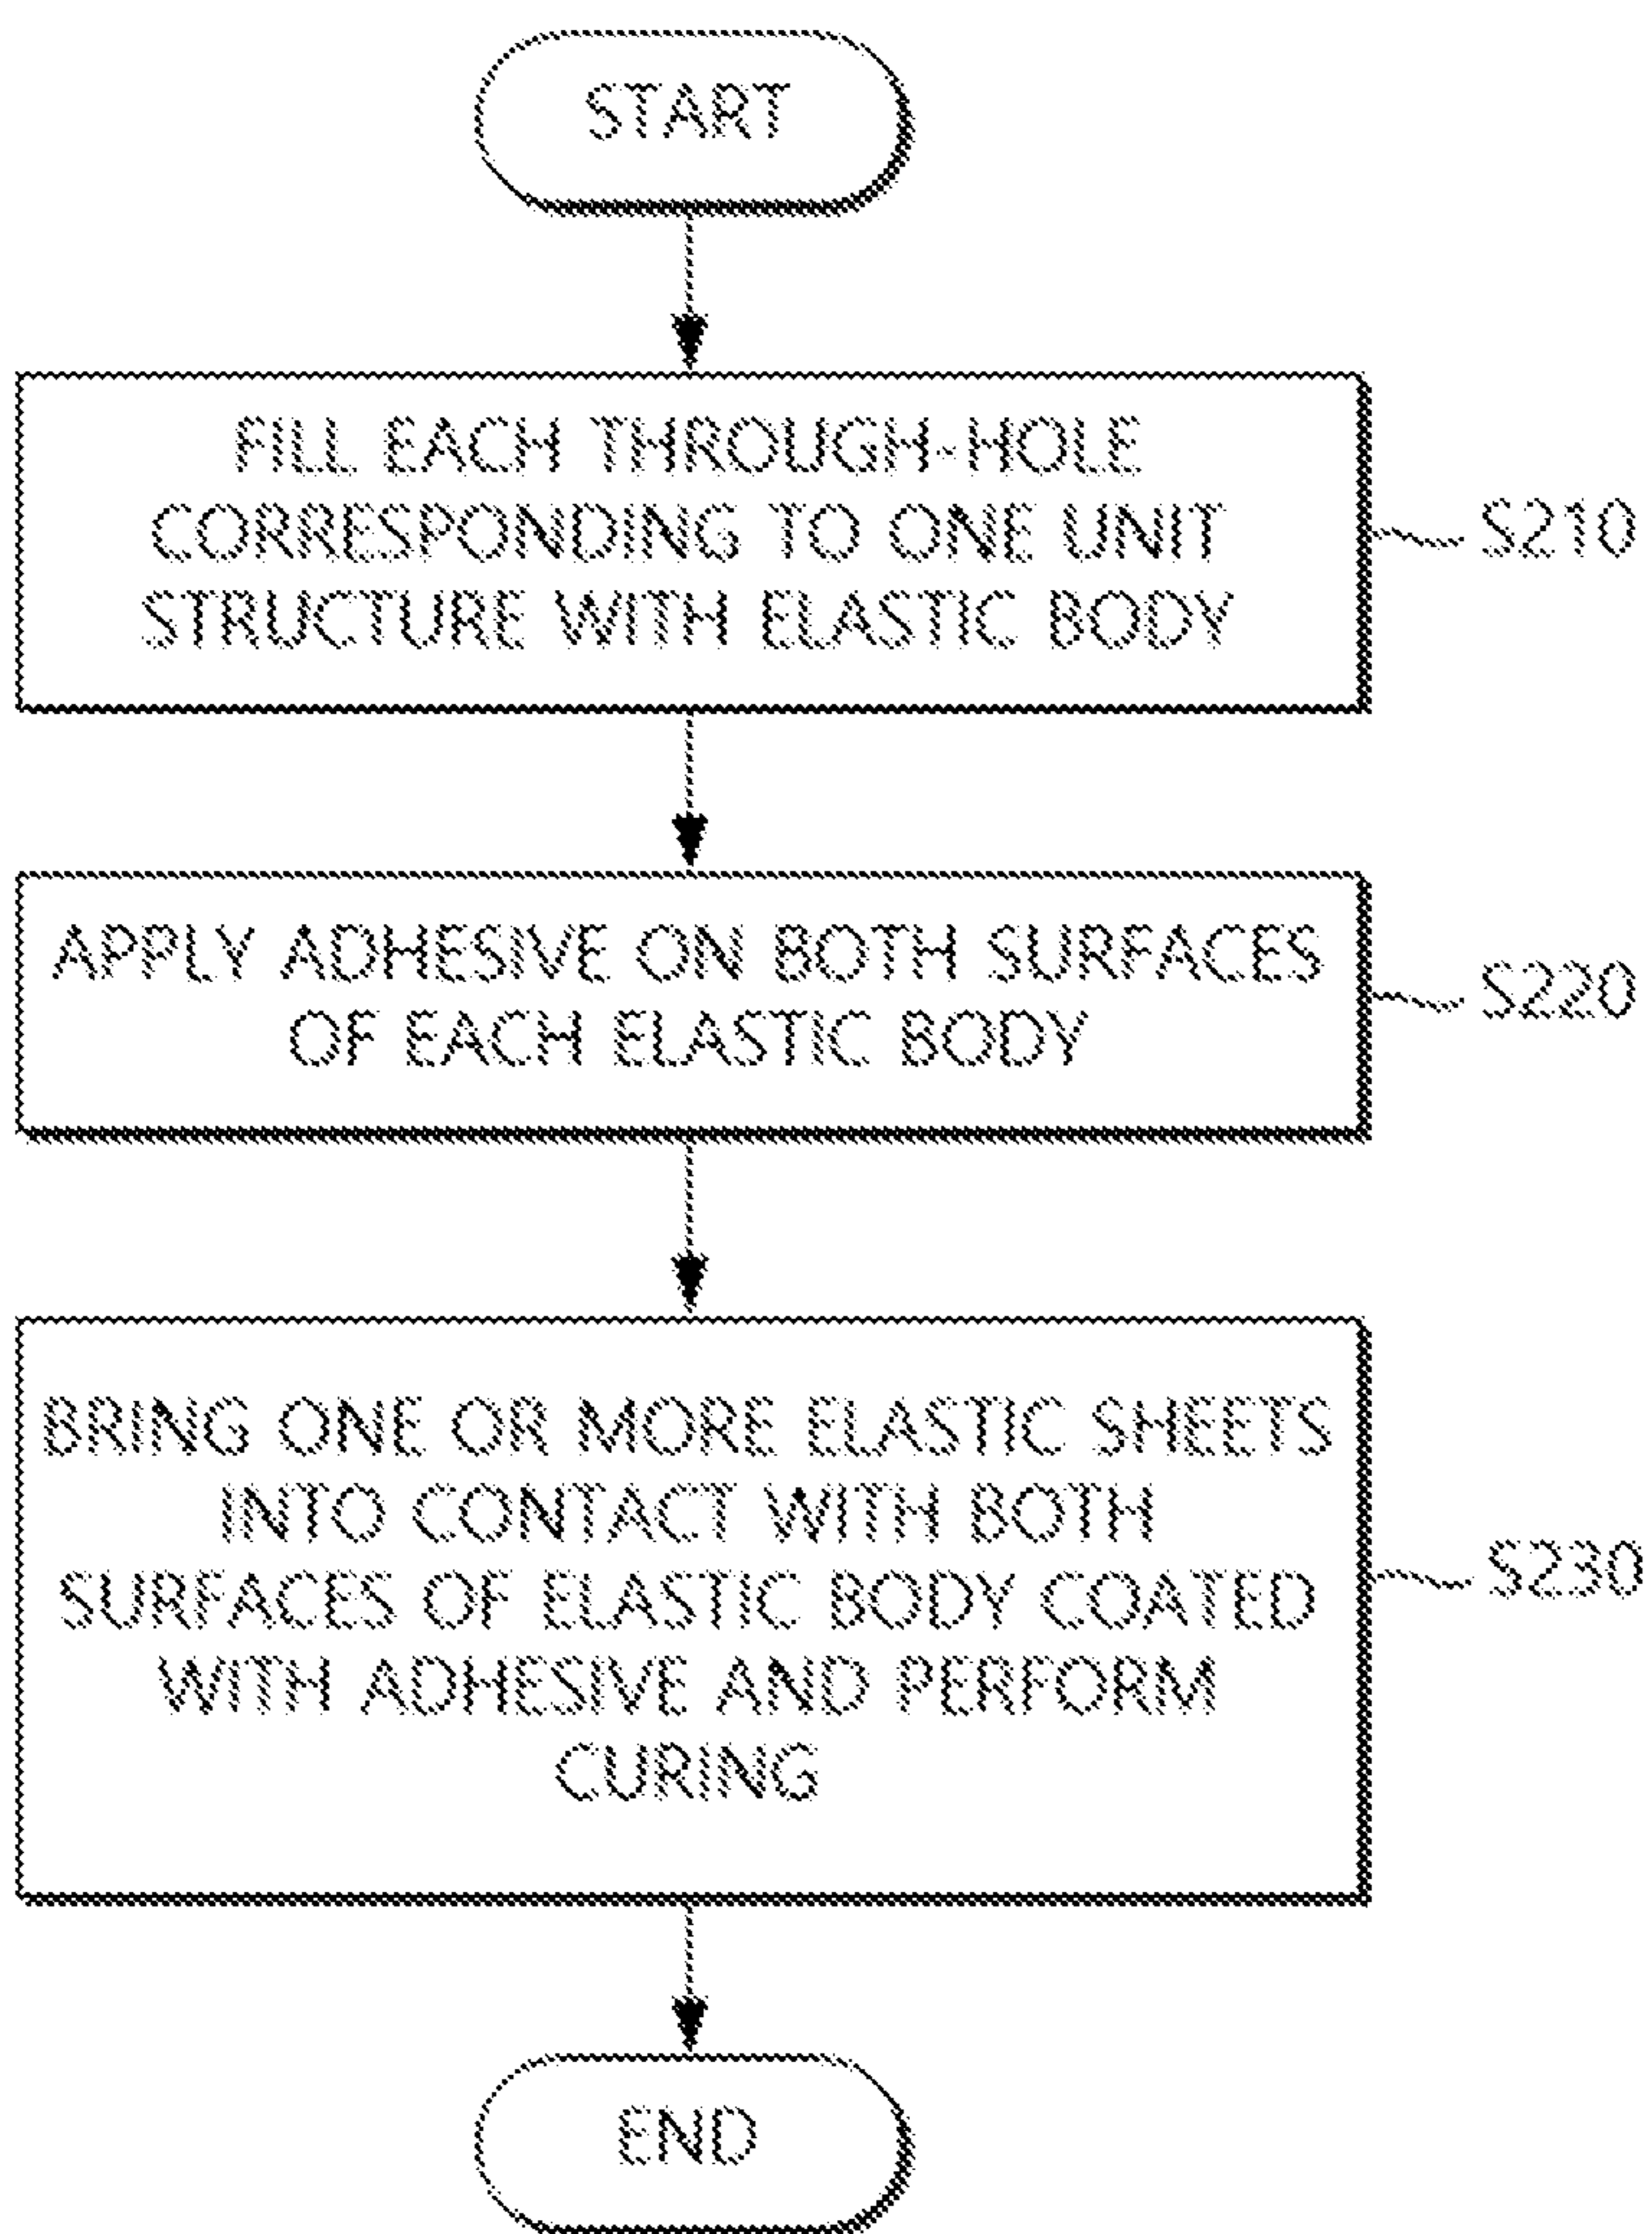 START
FILL EACH THROUGH-HOLE
CORRESPONDING TO ONE UNIT
STRUCTURE WITH ELASTIC BODY
S210
APPLY ADHESIVE ON BOTH SURFACES
OF EACH ELASTIC BODY
S220
BRING ONE OR MORE ELASTIC SHEETS
INTO CONTACT WITH BOTH
SURFACES OF ELASTIC BODY COATED
WITH ADHESIVE AND PERFORM
CURING
S230
END